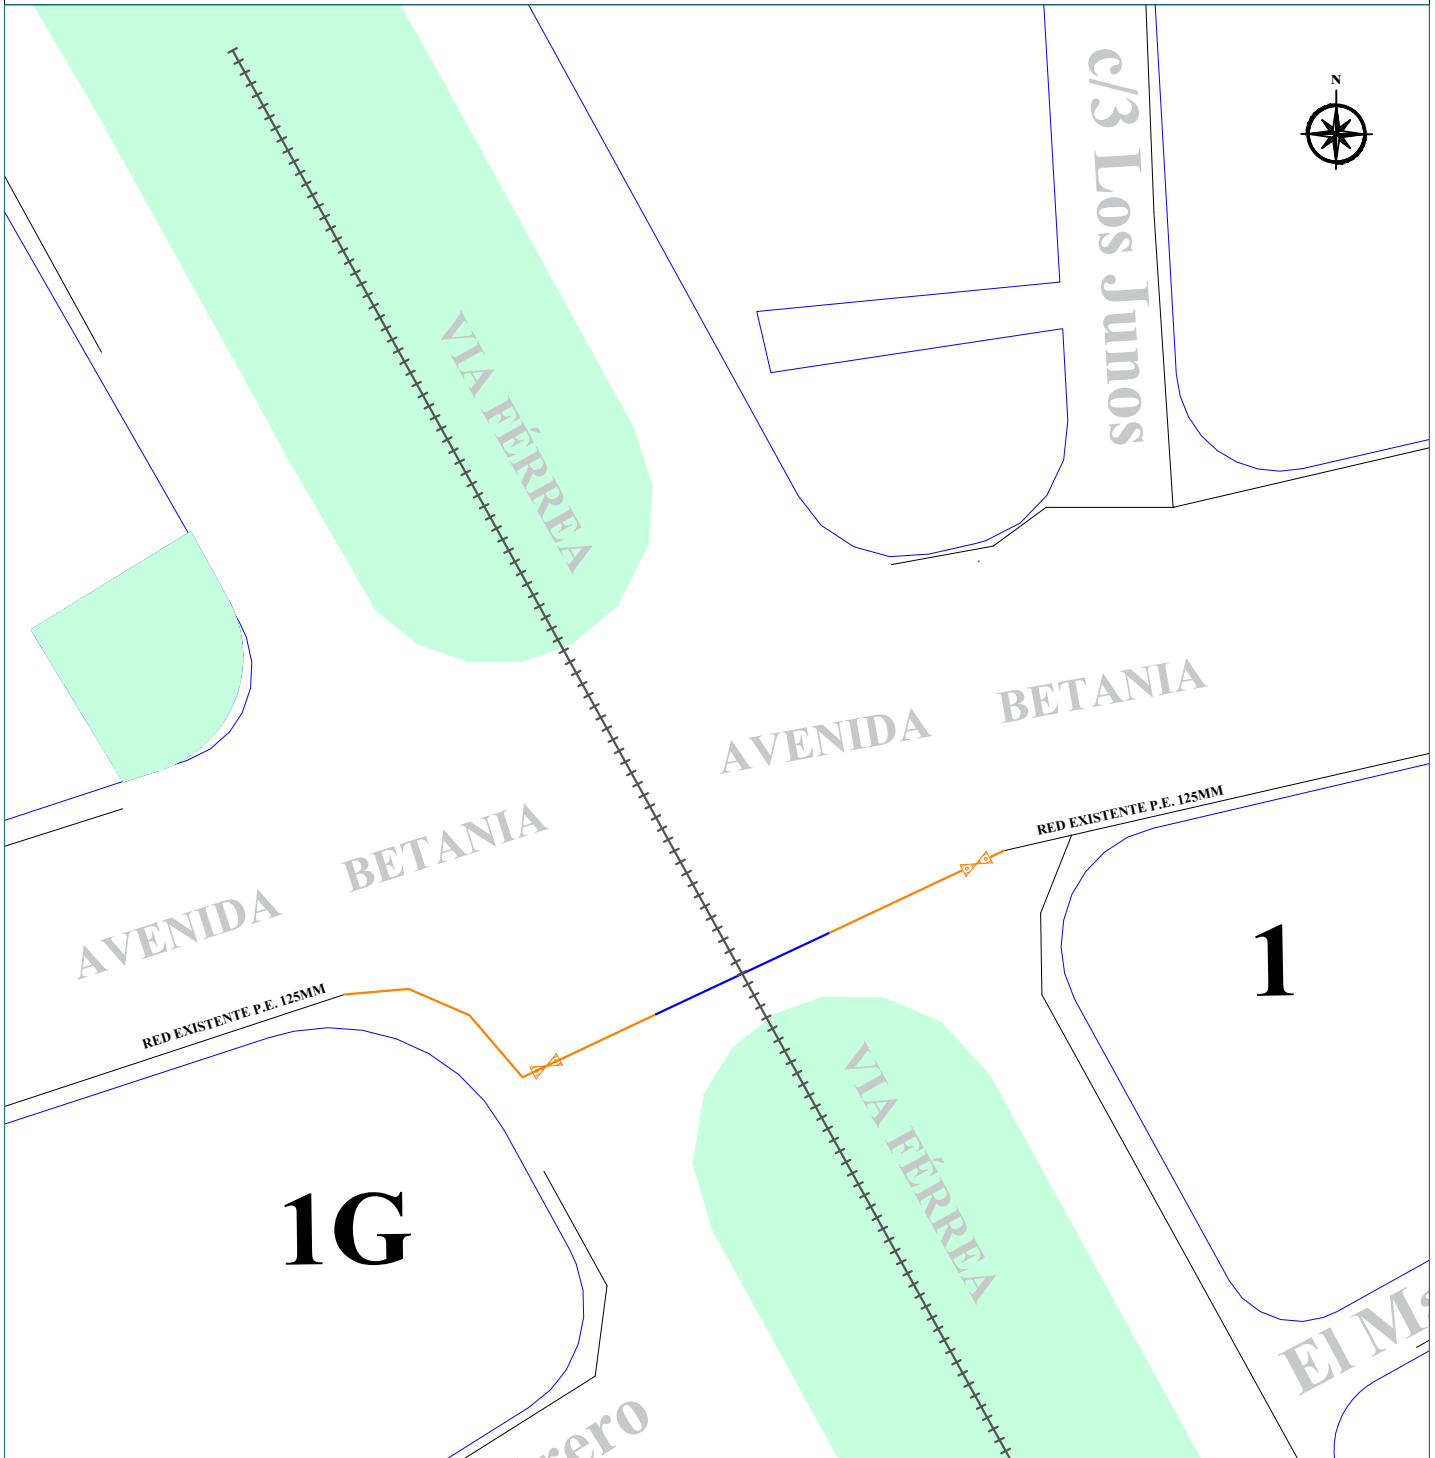 N
c/3 Los Junos
VIA FÉRREA
AVENIDA BETANIA
RED EXISTENTE P.E. 125MM
AVENIDA BETANIA
RED EXISTENTE P.E. 125MM
1
VIA FÉRREA
1G
El Ma
rero